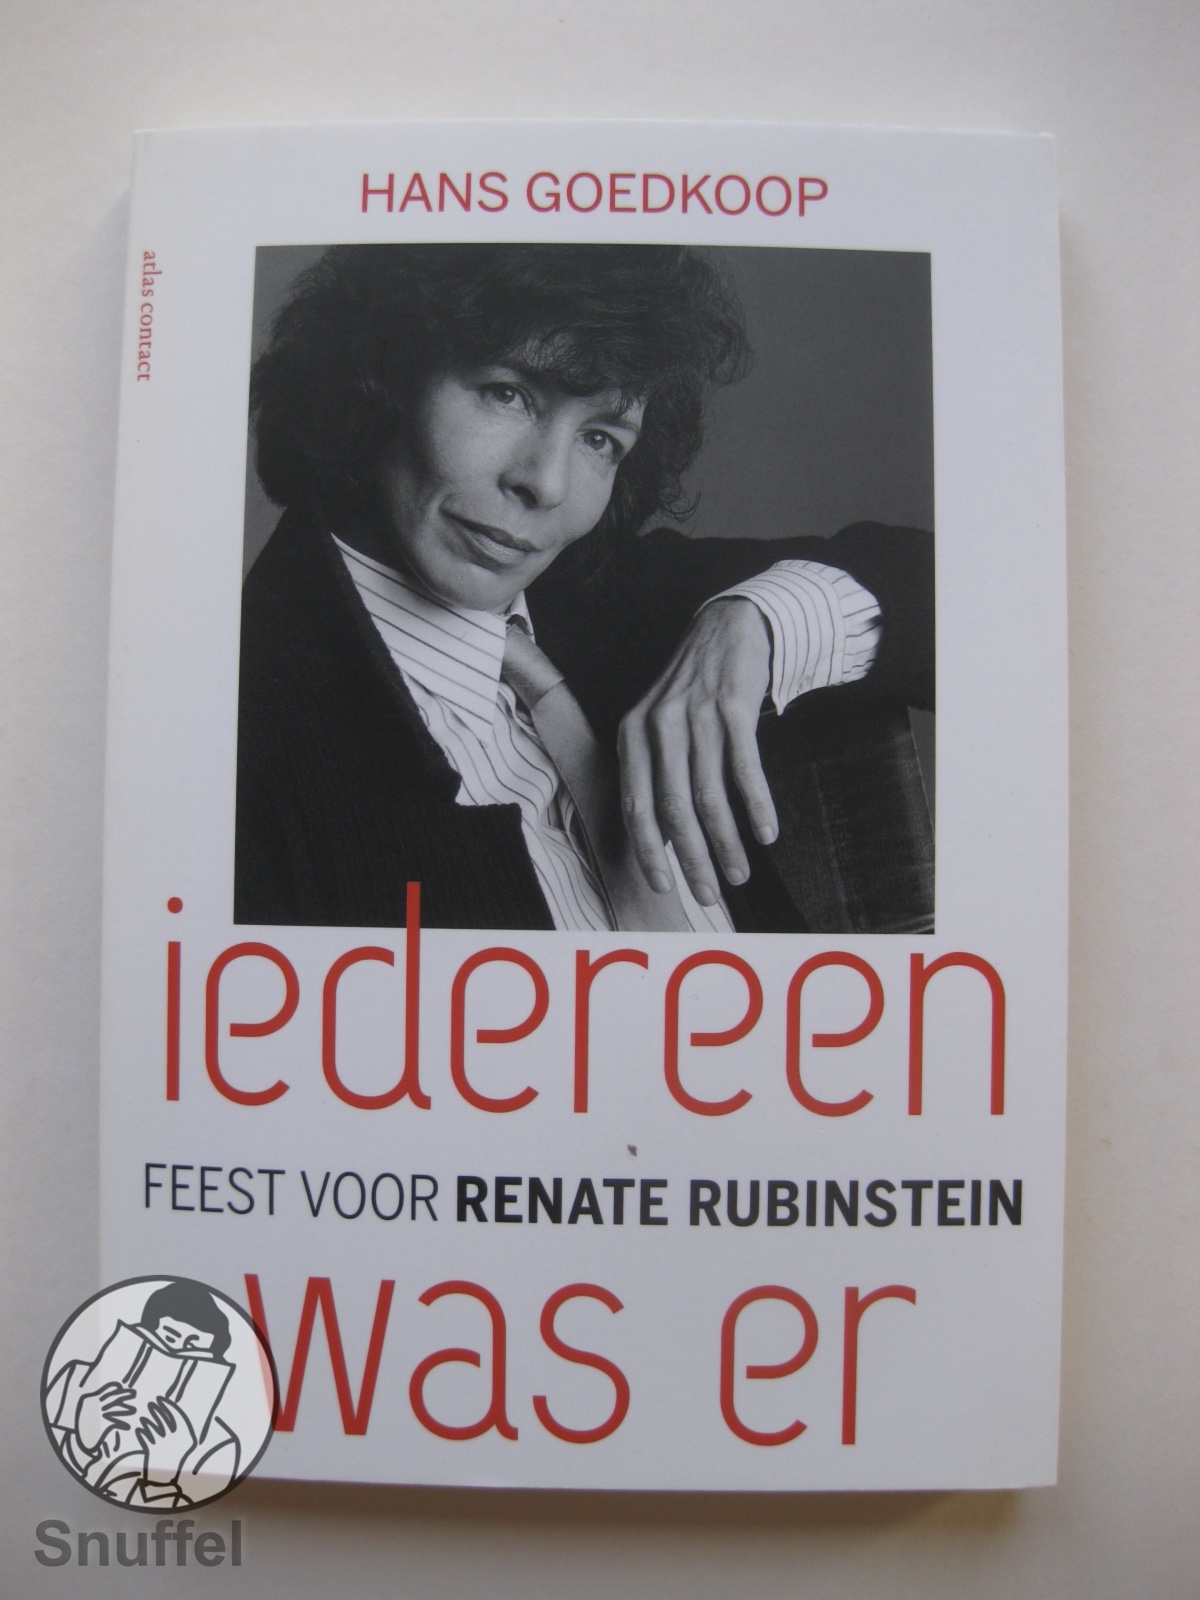 HANS GOEDKOOP
atlas contact
iedereen
FEEST VOOR RENATE RUBINSTEIN
was er
Snuffel